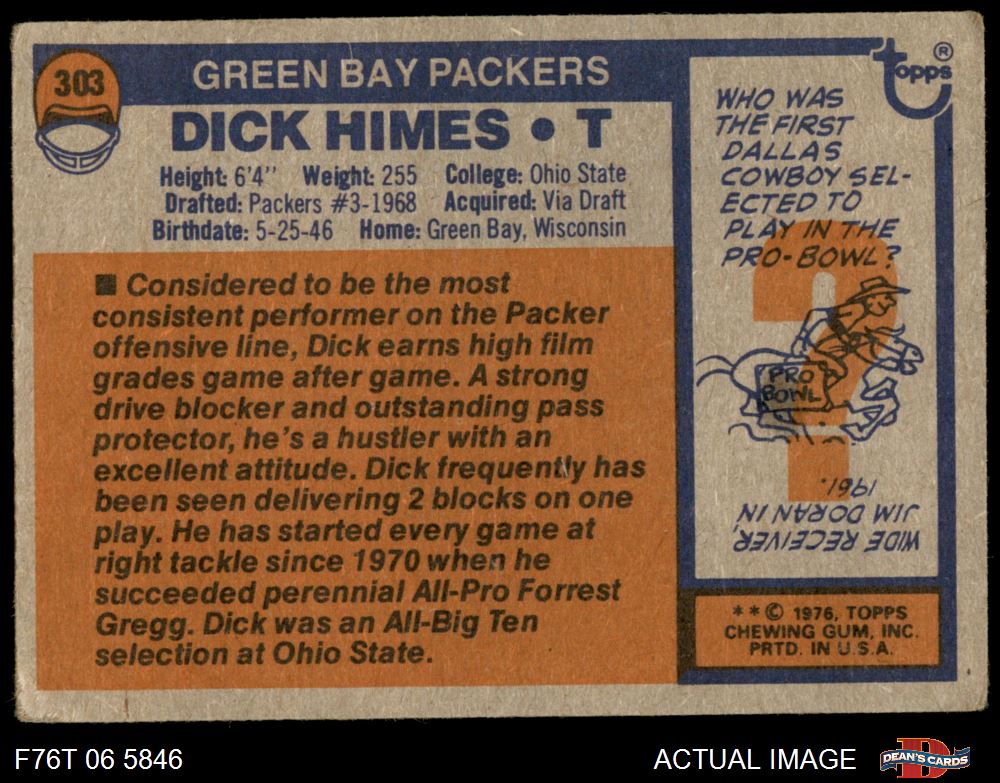 303
GREEN BAY PACKERS
DICK HIMES • T
Height: 6'4" Weight: 255 College: Ohio State
Drafted: Packers #3-1968 Acquired: Via Draft
Birthdate: 5-25-46 Home: Green Bay, Wisconsin
■ Considered to be the most
consistent performer on the Packer
offensive line, Dick earns high film
grades game after game. A strong
drive blocker and outstanding pass
protector, he's a hustler with an
excellent attitude. Dick frequently has
been seen delivering 2 blocks on one
play. He has started every game at
right tackle since 1970 when he
succeeded perennial All-Pro Forrest
Gregg. Dick was an All-Big Ten
selection at Ohio State.
topps ®
WHO WAS
THE FIRST
DALLAS
COWBOY SEL-
ECTED TO
PLAY IN THE
PRO-BOWL?
?
PRO
BOWL
WIDE RECEIVER,
JIM DORAN IN
1961.
**© 1976, TOPPS
CHEWING GUM, INC.
PRTD. IN U.S.A.
F76T 06 5846
ACTUAL IMAGE
D
DEAN'S CARDS